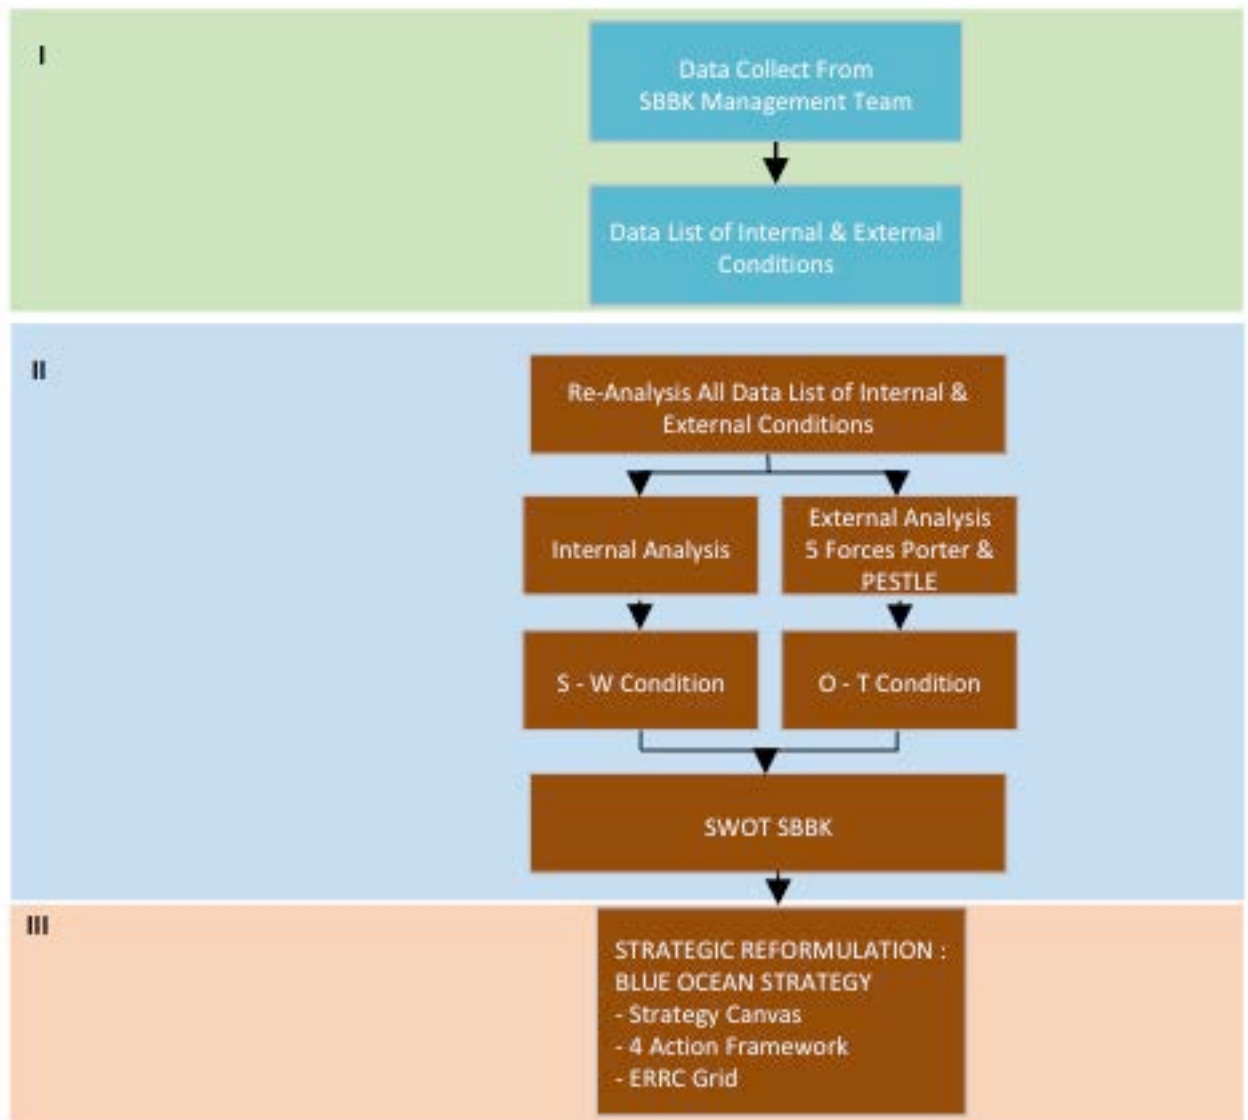 I
Data Collect From
SBBK Management Team
Data List of Internal & External
Conditions
II
Re-Analysis All Data List of Internal &
External Conditions
Internal Analysis
External Analysis
5 Forces Porter &
PESTLE
S - W Condition
O - T Condition
SWOT SBBK
III
STRATEGIC REFORMULATION :
BLUE OCEAN STRATEGY
- Strategy Canvas
- 4 Action Framework
- ERRC Grid